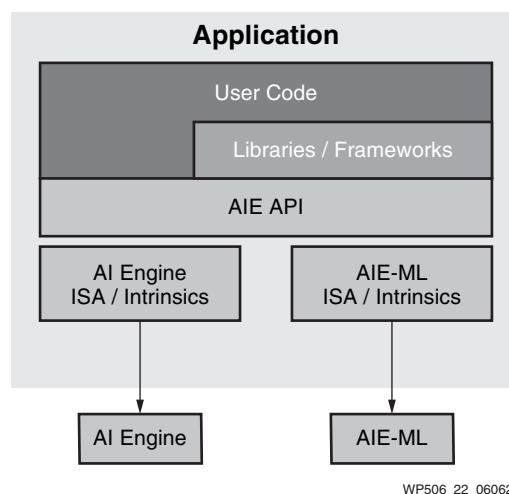 Application
User Code
Libraries / Frameworks
AIE API
AI Engine
ISA / Intrinsics
AIE-ML
ISA / Intrinsics
AI Engine
AIE-ML
WP506_22_06062